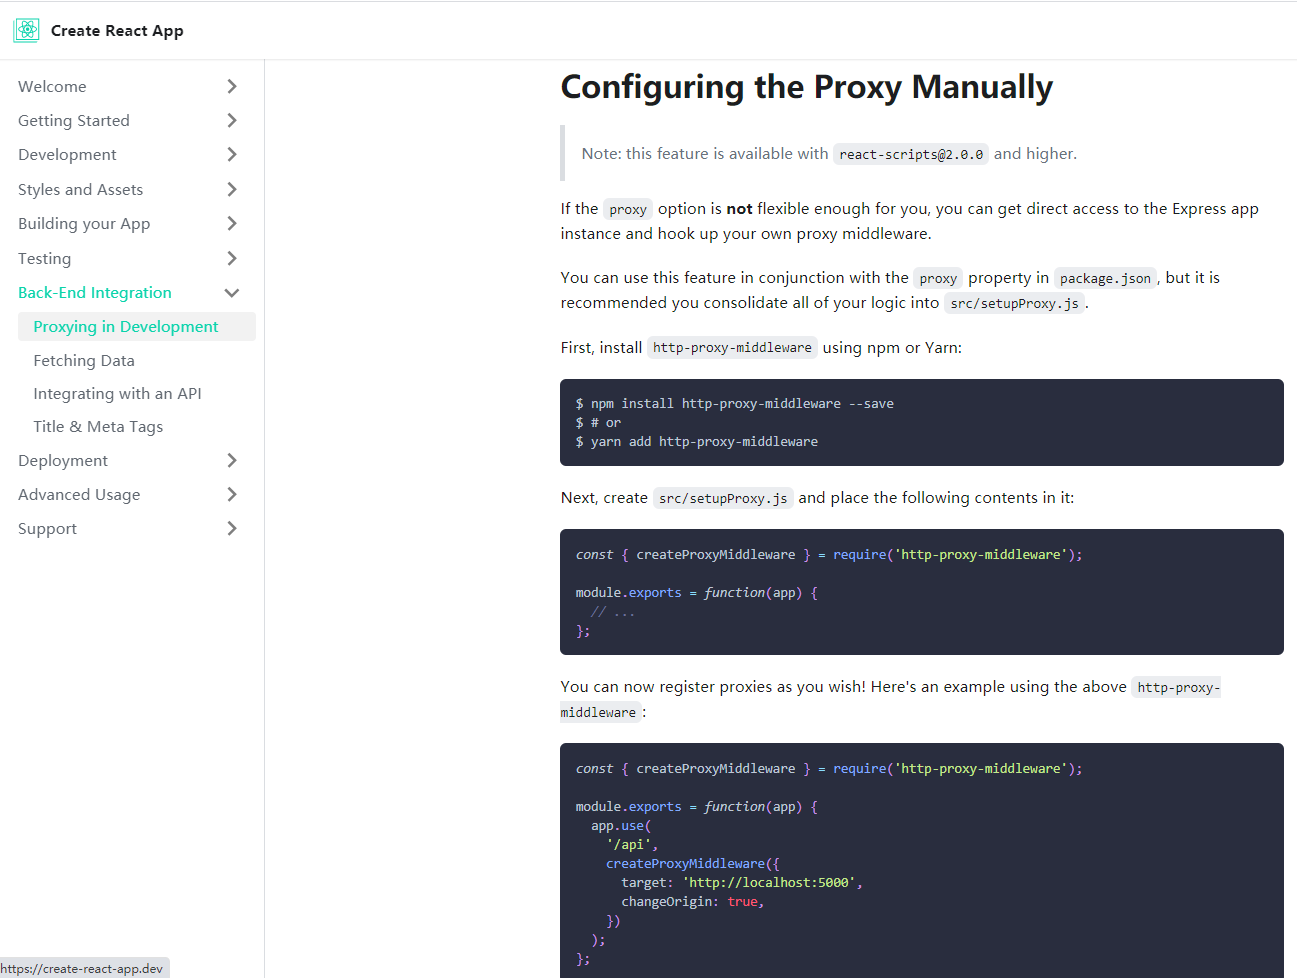 Create React App
Welcome
Getting Started
Development
Styles and Assets
Building your App
Testing
Back-End Integration
Proxying in Development
Fetching Data
Integrating with an API
Title & Meta Tags
Deployment
Advanced Usage
Support
Configuring the Proxy Manually
Note: this feature is available with react-scripts@2.0.0 and higher.
If the proxy option is not flexible enough for you, you can get direct access to the Express app
instance and hook up your own proxy middleware.
You can use this feature in conjunction with the proxy property in package.json, but it is
recommended you consolidate all of your logic into src/setupProxy.js.
First, install http-proxy-middleware using npm or Yarn:
$ npm install http-proxy-middleware --save
$ # or
$ yarn add http-proxy-middleware
Next, create src/setupProxy.js and place the following contents in it:
const { createProxyMiddleware } = require('http-proxy-middleware');
module.exports = function(app) {
  // ...
};
You can now register proxies as you wish! Here's an example using the above http-proxy-
middleware:
const { createProxyMiddleware } = require('http-proxy-middleware');
module.exports = function(app) {
  app.use(
    '/api',
    createProxyMiddleware({
      target: 'http://localhost:5000',
      changeOrigin: true,
    })
  );
};
https://create-react-app.dev